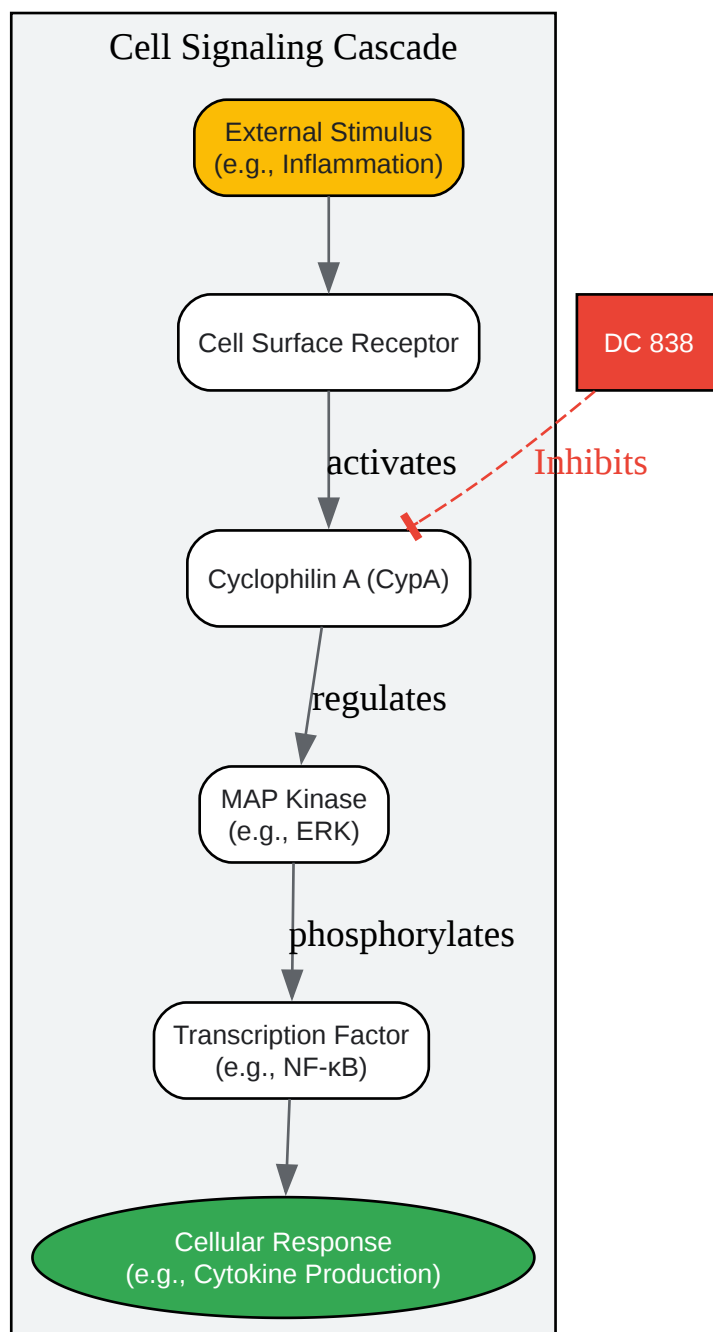 Cell Signaling Cascade
External Stimulus
(e.g., Inflammation)
Cell Surface Receptor
DC 838
activates
Inhibits
Cyclophilin A (CypA)
regulates
MAP Kinase
(e.g., ERK)
phosphorylates
Transcription Factor
(e.g., NF-κB)
Cellular Response
(e.g., Cytokine Production)